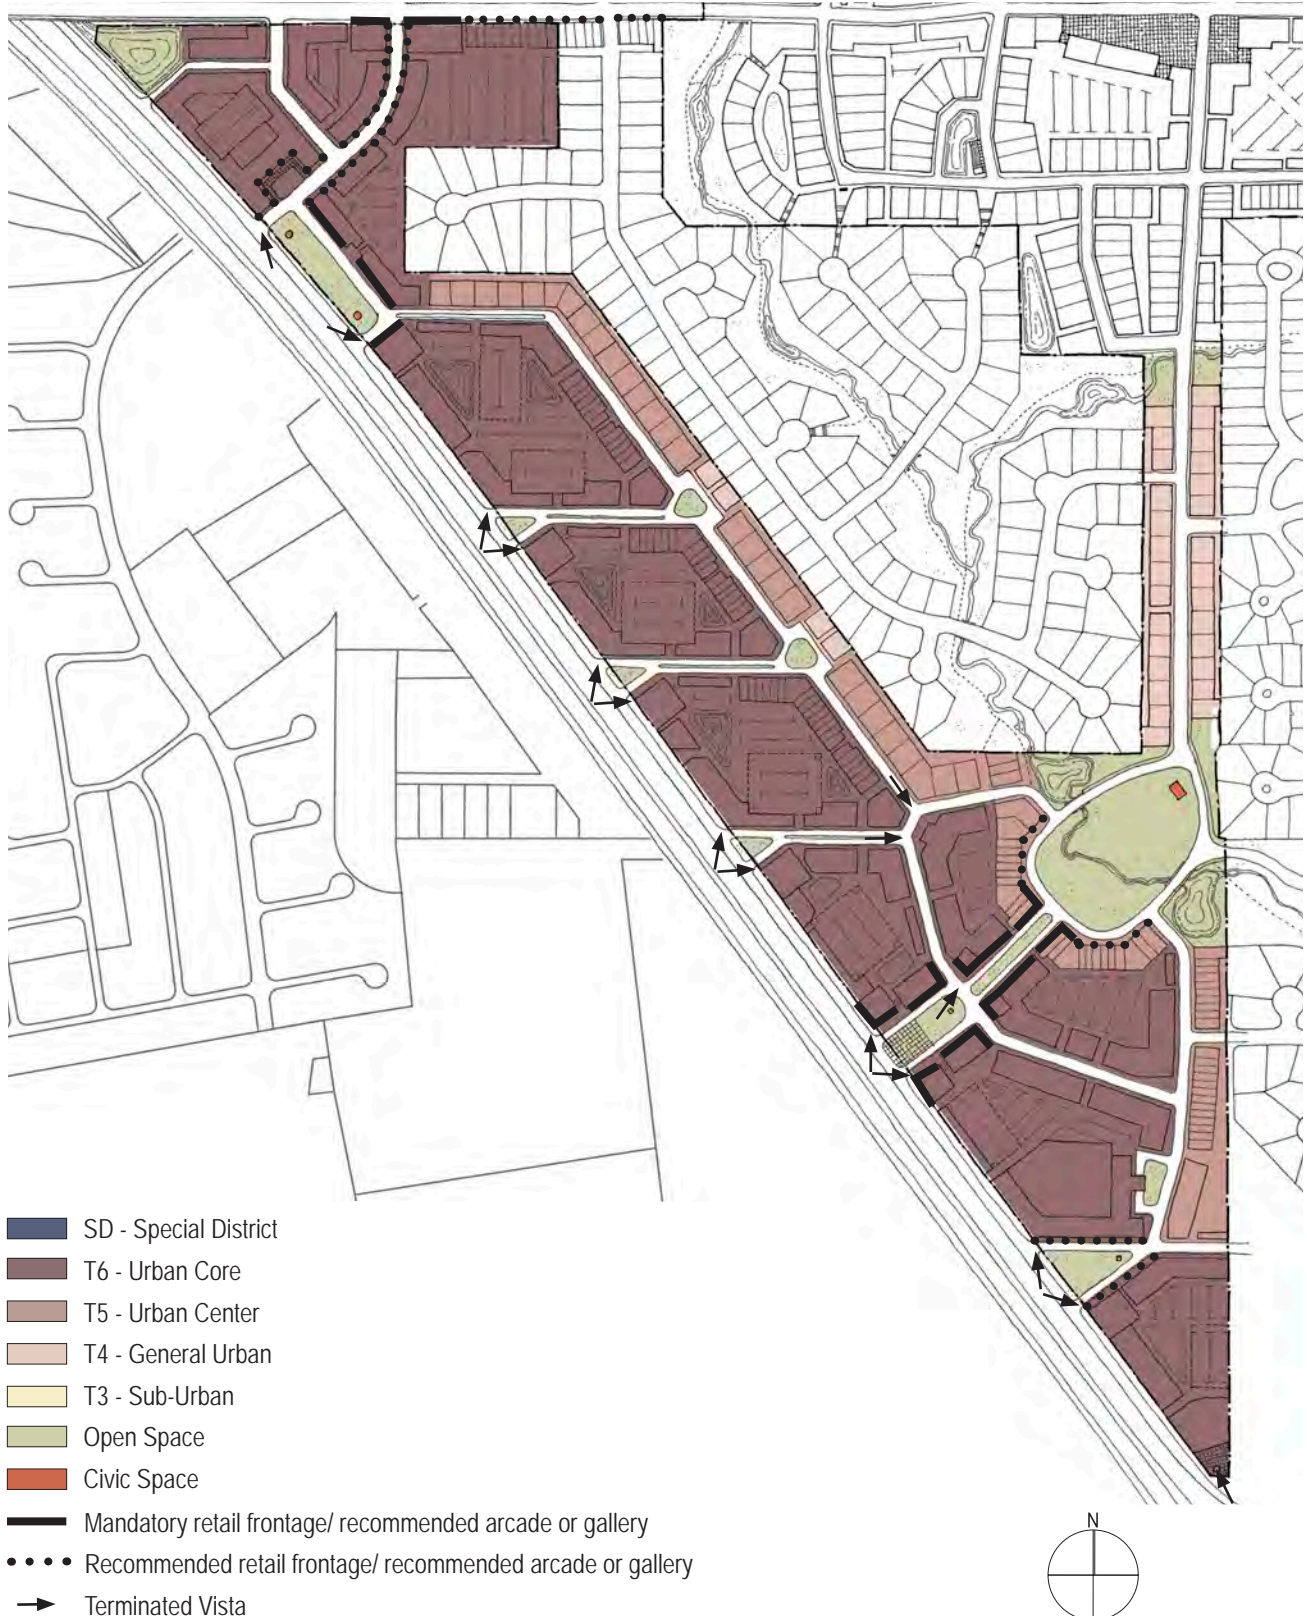 SD - Special District
T6 - Urban Core
T5 - Urban Center
T4 - General Urban
T3 - Sub-Urban
Open Space
Civic Space
Mandatory retail frontage/ recommended arcade or gallery
Recommended retail frontage/ recommended arcade or gallery
Terminated Vista
N